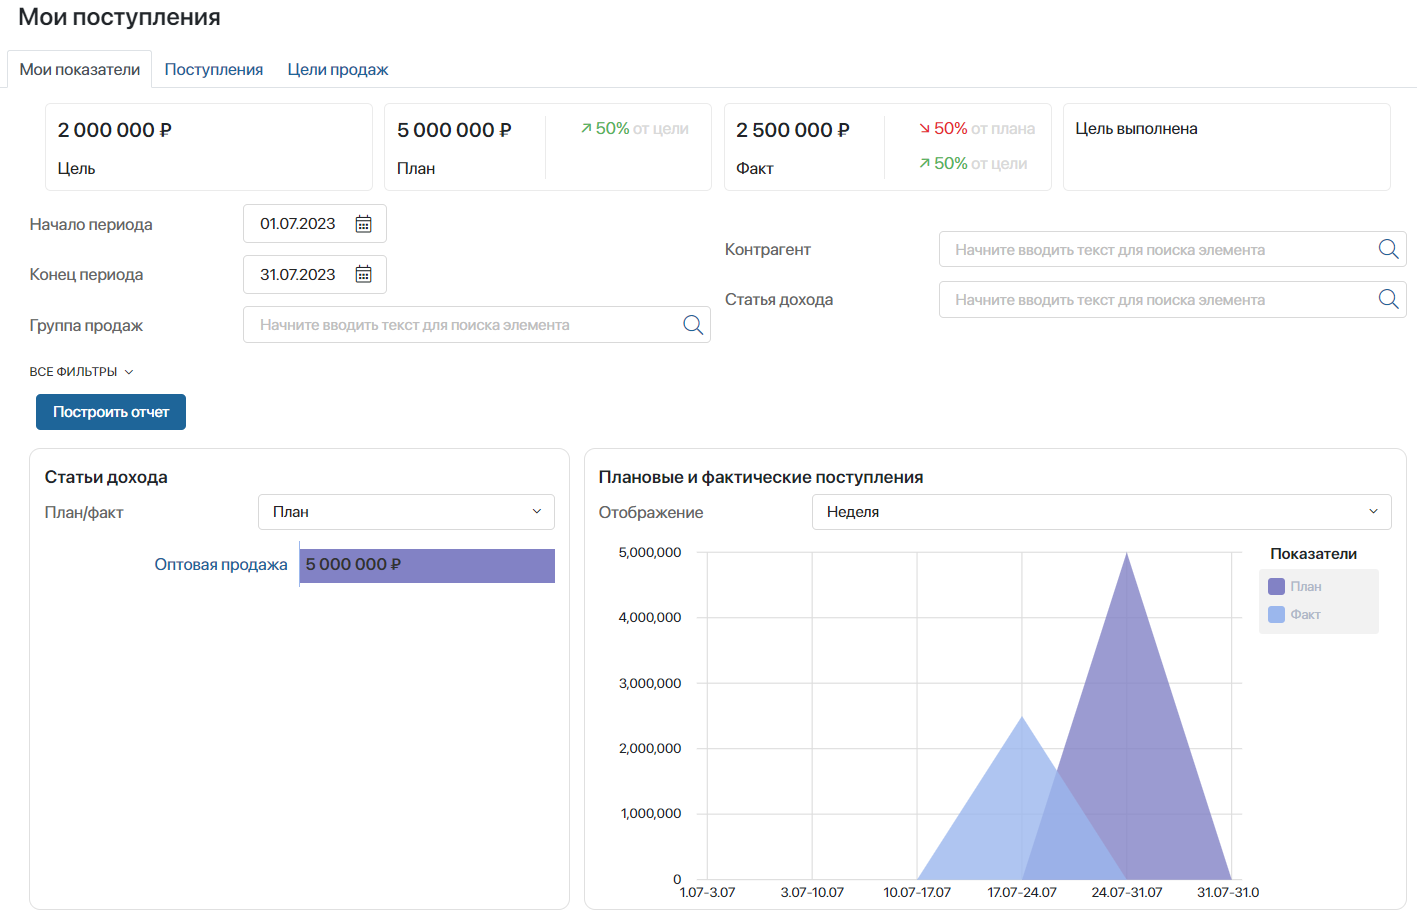 Мои поступления
Мои показатели
Поступления
Цели продаж
2 000 000 ₽
Цель
5 000 000 ₽
План
50% от цели
2 500 000 ₽
Факт
50% от плана
50% от цели
Цель выполнена
Начало периода
01.07.2023
Конец периода
31.07.2023
Группа продаж
Начните вводить текст для поиска элемента
Контрагент
Начните вводить текст для поиска элемента
Статья дохода
Начните вводить текст для поиска элемента
ВСЕ ФИЛЬТРЫ
Построить отчет
Статьи дохода
План/факт
План
Оптовая продажа
5 000 000 ₽
Плановые и фактические поступления
Отображение
Неделя
5,000,000
4,000,000
3,000,000
2,000,000
1,000,000
0
1.07-3.07
3.07-10.07
10.07-17.07
17.07-24.07
24.07-31.07
31.07-31.0
Показатели
План
Факт